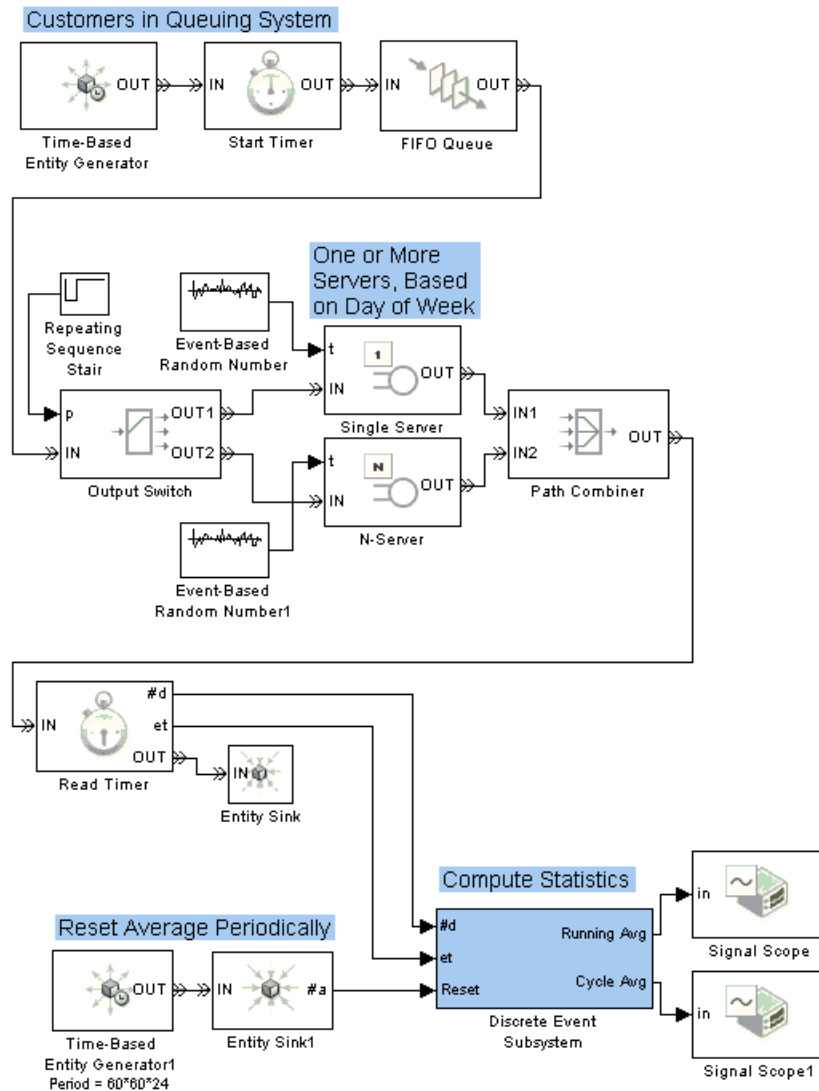 Customers in Queuing System
OUT
IN
OUT
IN
OUT
Time-Based
Entity Generator
Start Timer
FIFO Queue
One or More
Servers, Based
on Day of Week
Repeating
Sequence
Stair
Event-Based
Random Number
t
1
OUT
IN
Single Server
p
OUT1
IN
OUT2
Output Switch
IN1
OUT
IN2
Path Combiner
t
N
OUT
IN
N-Server
Event-Based
Random Number1
#d
IN
et
OUT
Read Timer
IN
Entity Sink
Compute Statistics
#d
Running Avg
et
Cycle Avg
Reset
Discrete Event
Subsystem
in
Signal Scope
in
Signal Scope1
Reset Average Periodically
OUT
IN
#a
Time-Based
Entity Generator1
Period = 60*60*24
Entity Sink1